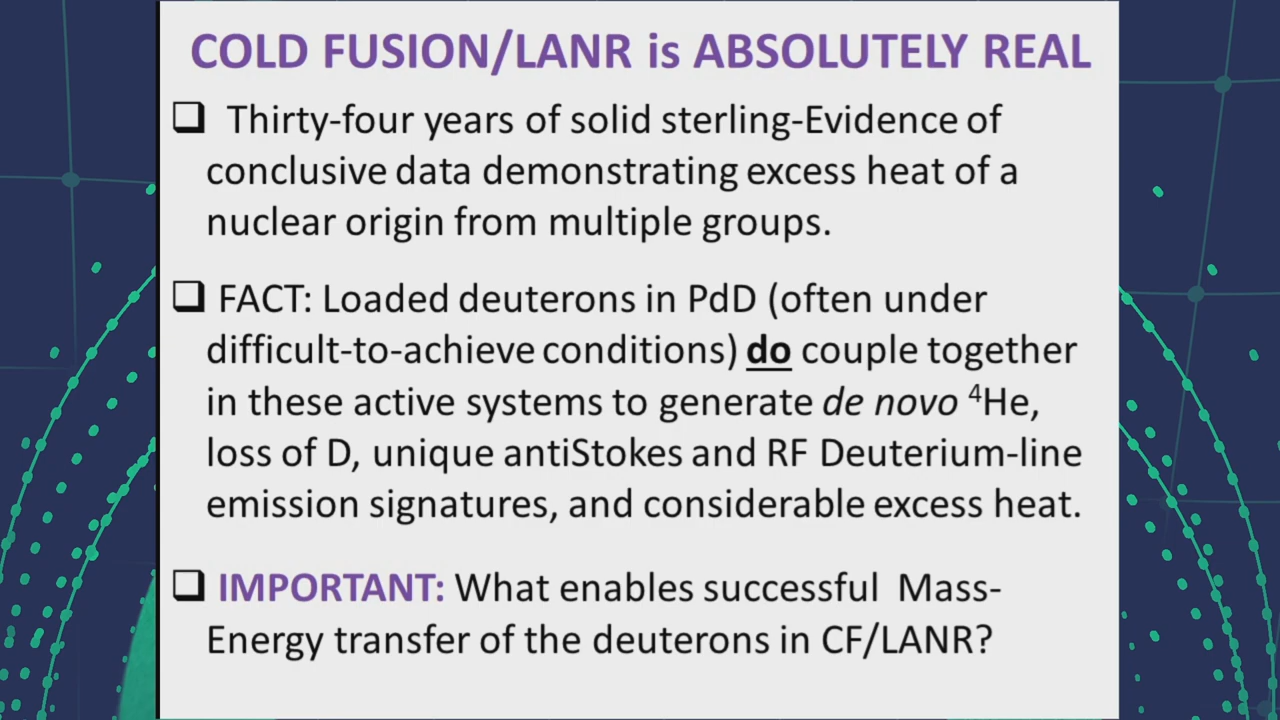 COLD FUSION/LANR is ABSOLUTELY REAL
Thirty-four years of solid sterling-Evidence of
conclusive data demonstrating excess heat of a
nuclear origin from multiple groups.
FACT: Loaded deuterons in PdD (often under
difficult-to-achieve conditions) do couple together
in these active systems to generate de novo ⁴He,
loss of D, unique antiStokes and RF Deuterium-line
emission signatures, and considerable excess heat.
IMPORTANT: What enables successful Mass-
Energy transfer of the deuterons in CF/LANR?